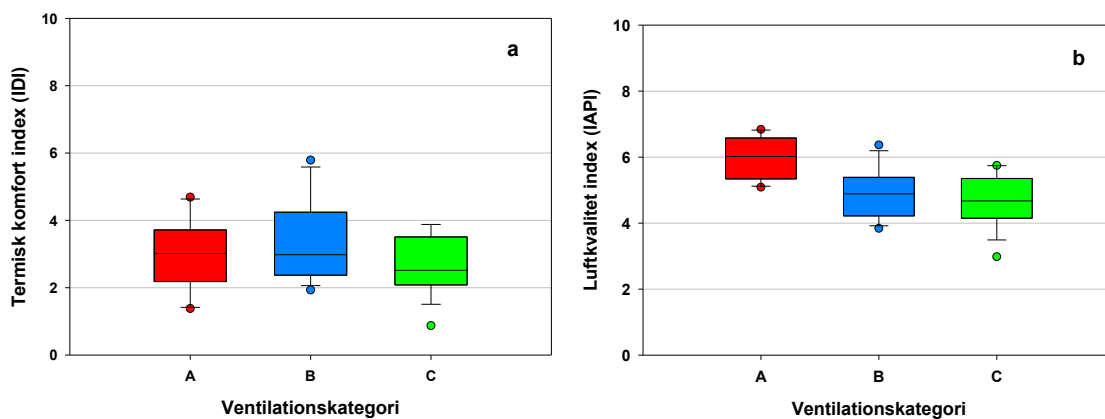 Termisk komfort index (IDI)
10
8
6
4
2
0
a
A
B
C
Ventilationskategori
Luftkvalitet index (IAPI)
10
8
6
4
2
0
b
A
B
C
Ventilationskategori